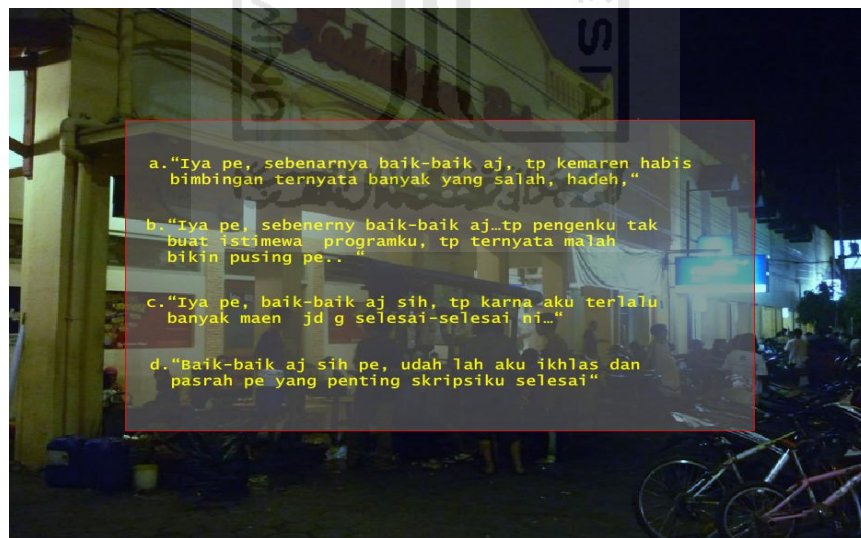 a.“Iya pe, sebenarnya baik-baik aj, tp kemaren habis
bimbingan ternyata banyak yang salah, hadeh,“
b.“Iya pe, sebenerny baik-baik aj…tp pengenku tak
buat istimewa programku, tp ternyata malah
bikin pusing pe.. “
c.“Iya pe, baik-baik aj sih, tp karna aku terlalu
banyak maen jd g selesai-selesai ni…“
d.“Baik-baik aj sih pe, udah lah aku ikhlas dan
pasrah pe yang penting skripsiku selesai“